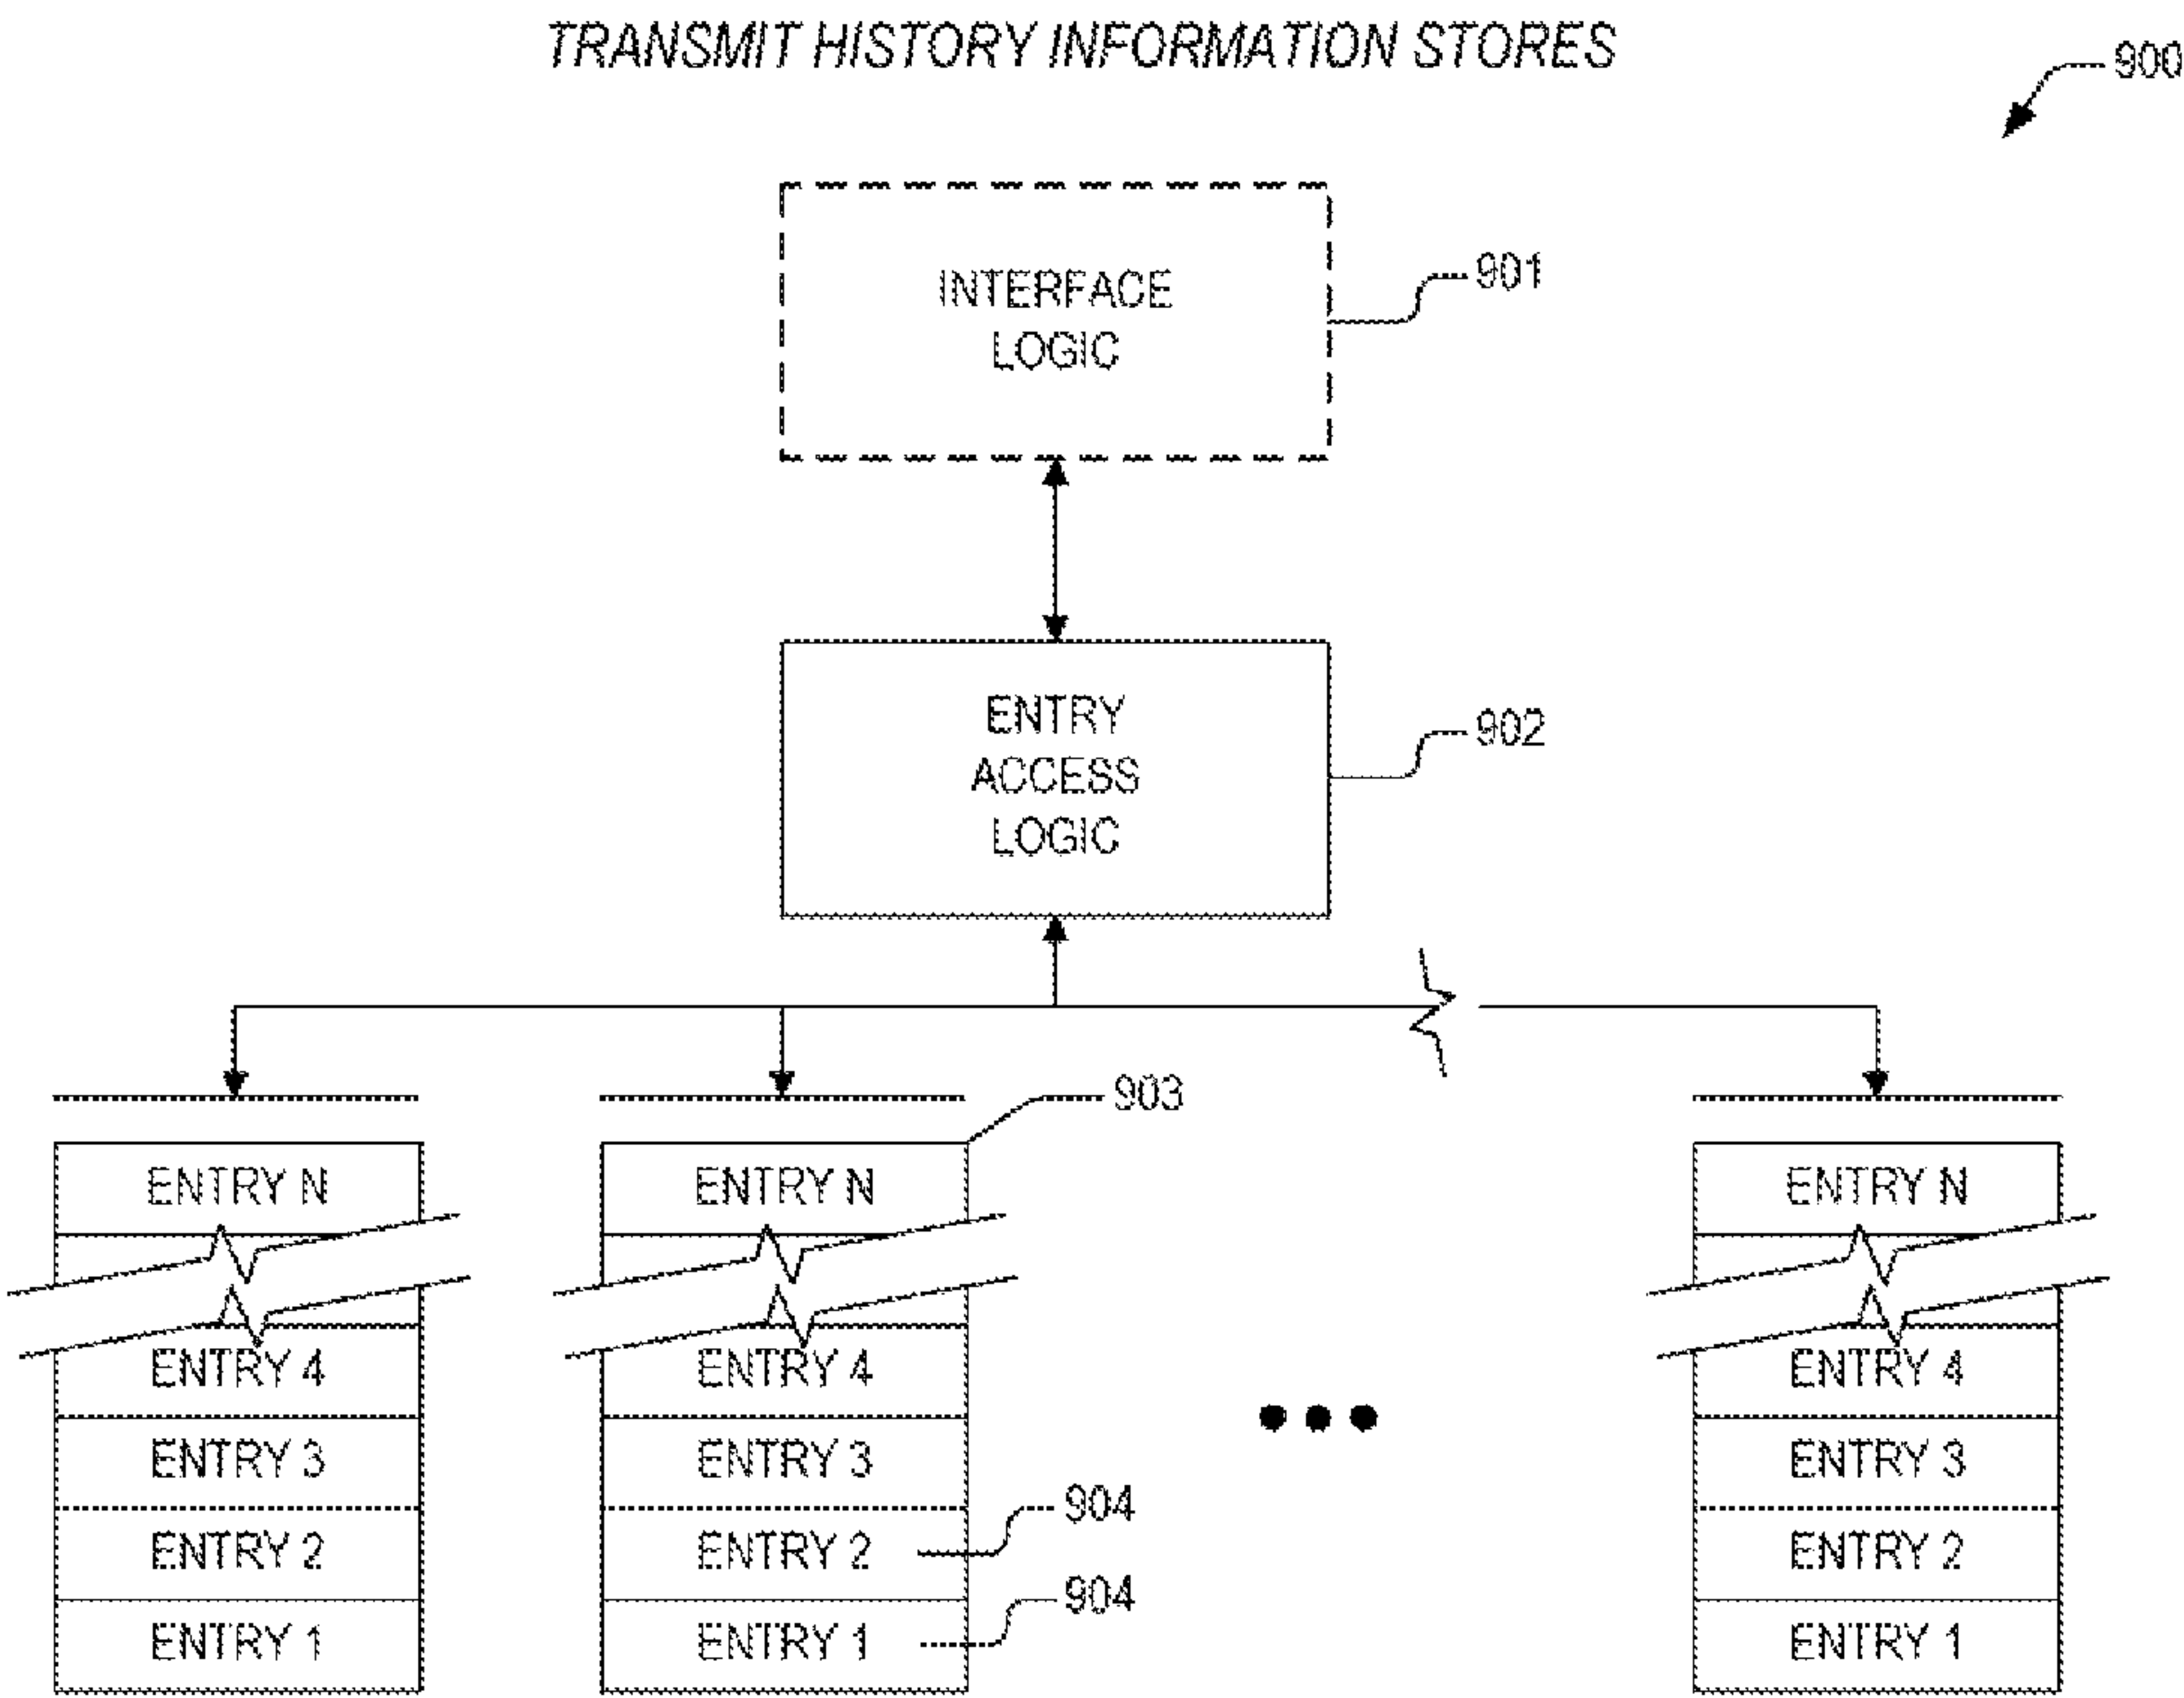 TRANSMIT HISTORY INFORMATION STORES
900
INTERFACE
LOGIC
901
ENTRY
ACCESS
LOGIC
902
903
ENTRY N
ENTRY N
ENTRY N
ENTRY 4
ENTRY 4
ENTRY 4
ENTRY 3
ENTRY 3
ENTRY 3
904
ENTRY 2
ENTRY 2
ENTRY 2
904
ENTRY 1
ENTRY 1
ENTRY 1